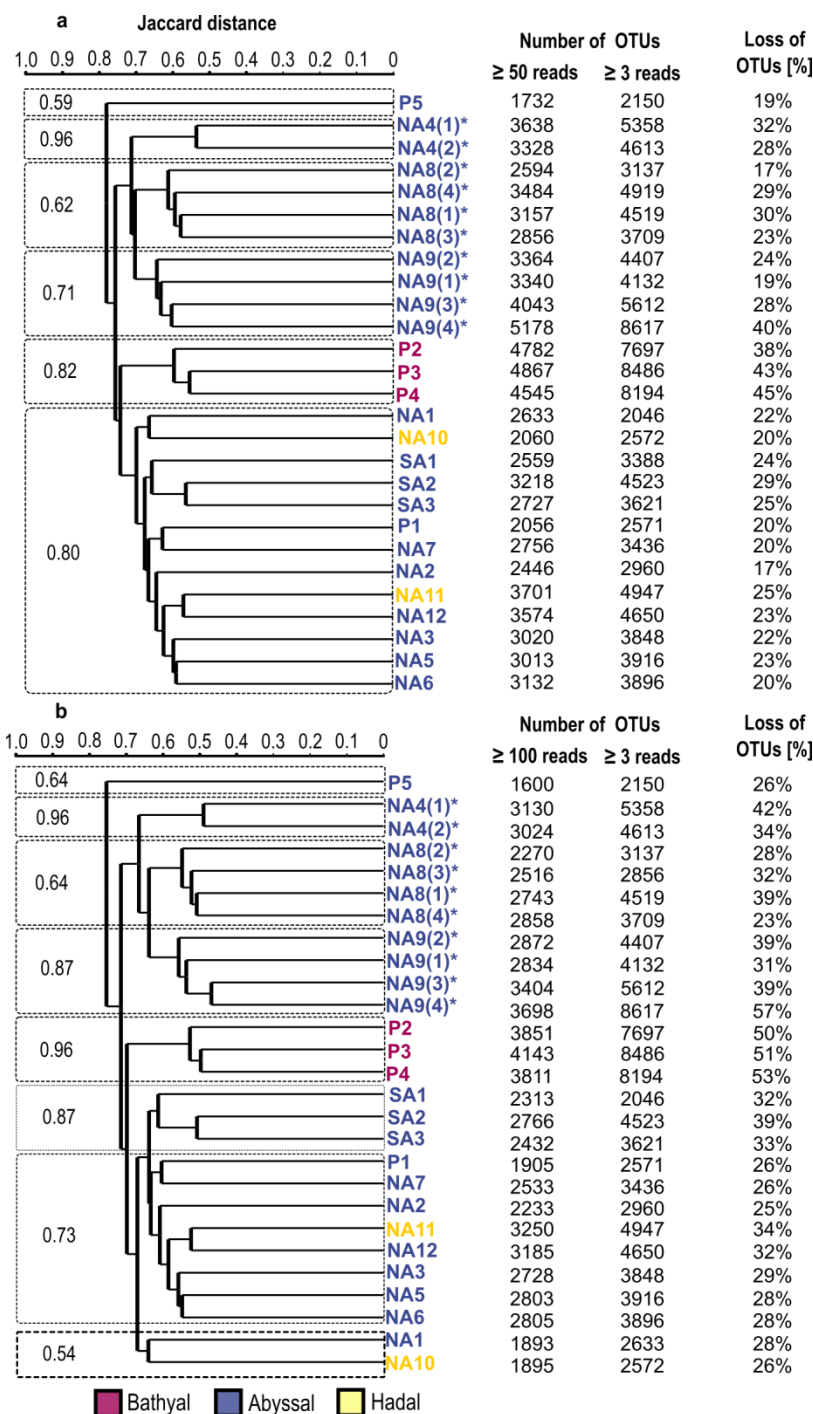 a
Jaccard distance
Number of OTUs
Loss of OTUs [%]
1.0 0.9 0.8 0.7 0.6 0.5 0.4 0.3 0.2 0.1 0
≥ 50 reads ≥ 3 reads
0.59
P5 1732 2150 19%
0.96
NA4(1)* 3638 5358 32%
NA4(2)* 3328 4613 28%
0.62
NA8(2)* 2594 3137 17%
NA8(4)* 3484 4919 29%
NA8(1)* 3157 4519 30%
NA8(3)* 2856 3709 23%
0.71
NA9(2)* 3364 4407 24%
NA9(1)* 3340 4132 19%
NA9(3)* 4043 5612 28%
NA9(4)* 5178 8617 40%
0.82
P2 4782 7697 38%
P3 4867 8486 43%
P4 4545 8194 45%
0.80
NA1 2633 2046 22%
NA10 2060 2572 20%
SA1 2559 3388 24%
SA2 3218 4523 29%
SA3 2727 3621 25%
P1 2056 2571 20%
NA7 2756 3436 20%
NA2 2446 2960 17%
NA11 3701 4947 25%
NA12 3574 4650 23%
NA3 3020 3848 22%
NA5 3013 3916 23%
NA6 3132 3896 20%
b
Number of OTUs
Loss of OTUs [%]
1.0 0.9 0.8 0.7 0.6 0.5 0.4 0.3 0.2 0.1 0
≥ 100 reads ≥ 3 reads
0.64
P5 1600 2150 26%
0.96
NA4(1)* 3130 5358 42%
NA4(2)* 3024 4613 34%
0.64
NA8(2)* 2270 3137 28%
NA8(3)* 2516 2856 32%
NA8(1)* 2743 4519 39%
NA8(4)* 2858 3709 23%
0.87
NA9(2)* 2872 4407 39%
NA9(1)* 2834 4132 31%
NA9(3)* 3404 5612 39%
NA9(4)* 3698 8617 57%
0.96
P2 3851 7697 50%
P3 4143 8486 51%
P4 3811 8194 53%
0.87
SA1 2313 2046 32%
SA2 2766 4523 39%
SA3 2432 3621 33%
0.73
P1 1905 2571 26%
NA7 2533 3436 26%
NA2 2233 2960 25%
NA11 3250 4947 34%
NA12 3185 4650 32%
NA3 2728 3848 29%
NA5 2803 3916 28%
NA6 2805 3896 28%
0.54
NA1 1893 2633 28%
NA10 1895 2572 26%
Bathyal Abyssal Hadal